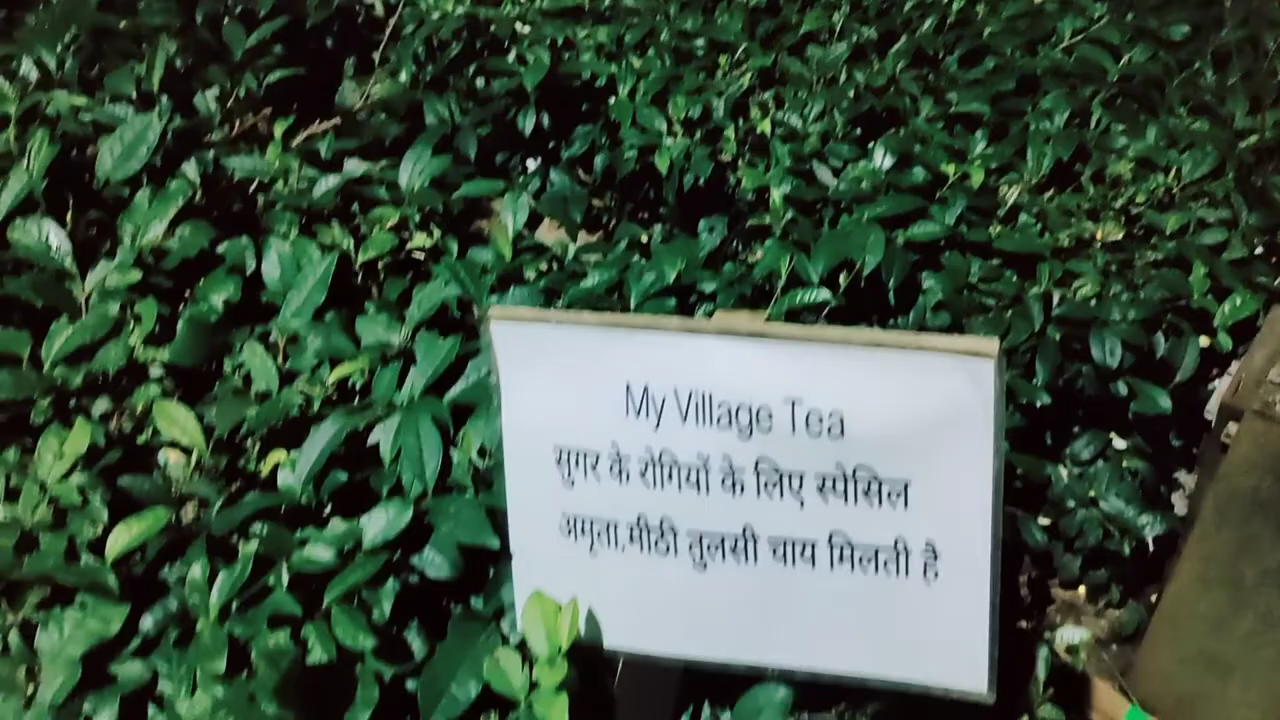 My Village Tea
सुगर के रोगियों के लिए स्पेसिल
अमृता,मीठी तुलसी चाय मिलती है